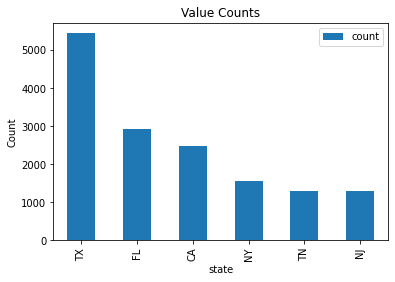 Value Counts
count
Count
5000
4000
3000
2000
1000
0
TX
FL
CA
NY
TN
NJ
state